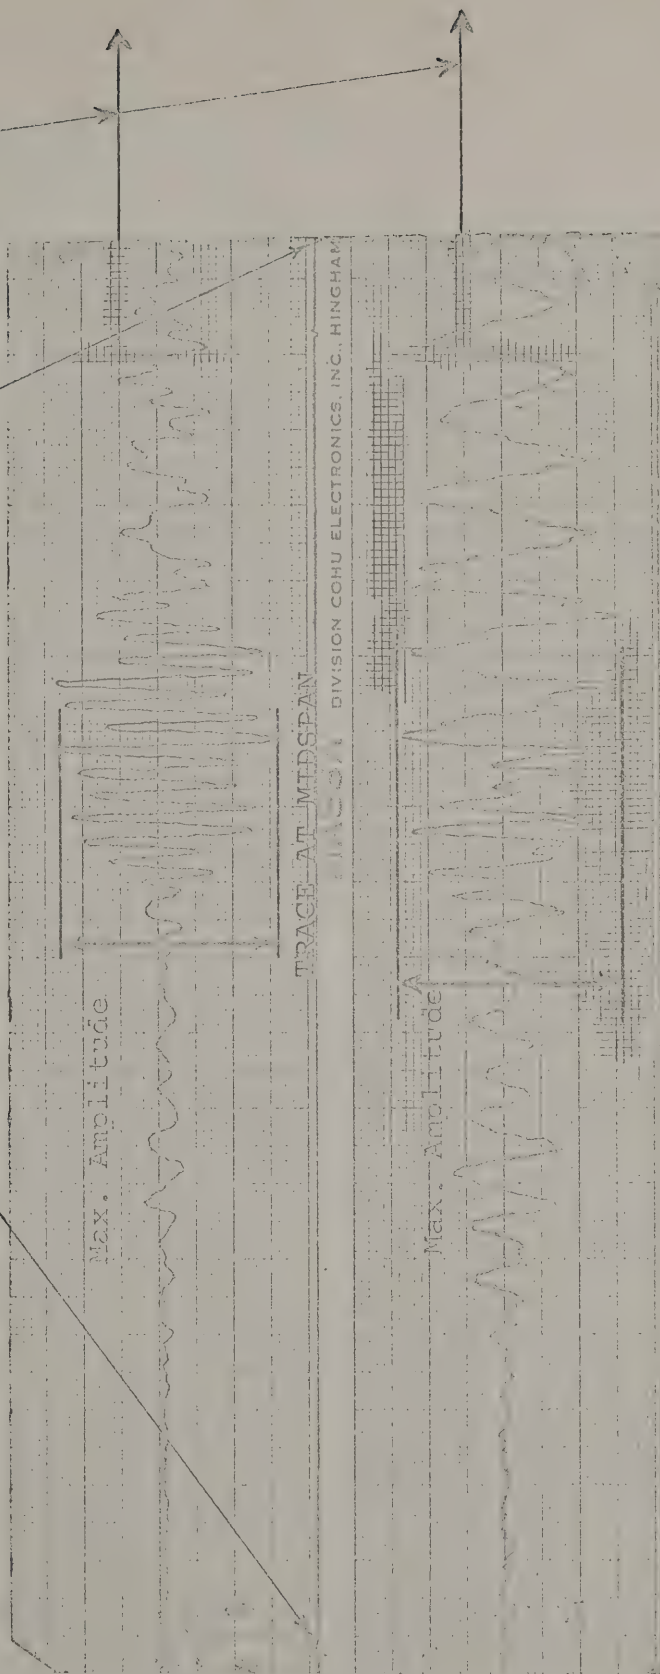 Max. Amplitude
TRACE AT MIDSPAN
DIVISION COHU ELECTRONICS, INC., HINGHAM
Max. Amplitude